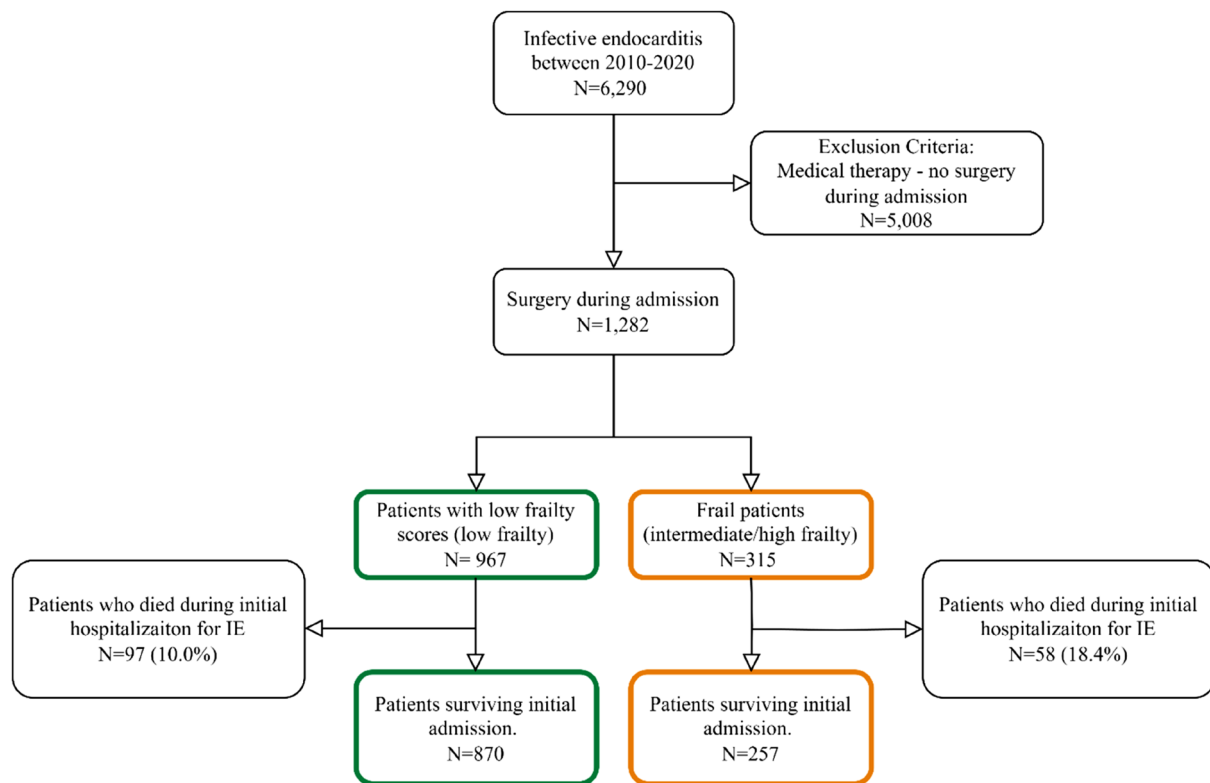 Infective endocarditis
between 2010-2020
N=6,290
Exclusion Criteria:
Medical therapy - no surgery
during admission
N=5,008
Surgery during admission
N=1,282
Patients with low frailty
scores (low frailty)
N= 967
Frail patients
(intermediate/high frailty)
N=315
Patients who died during initial
hospitalizaiton for IE
N=97 (10.0%)
Patients who died during initial
hospitalizaiton for IE
N=58 (18.4%)
Patients surviving initial
admission.
N=870
Patients surviving initial
admission.
N=257